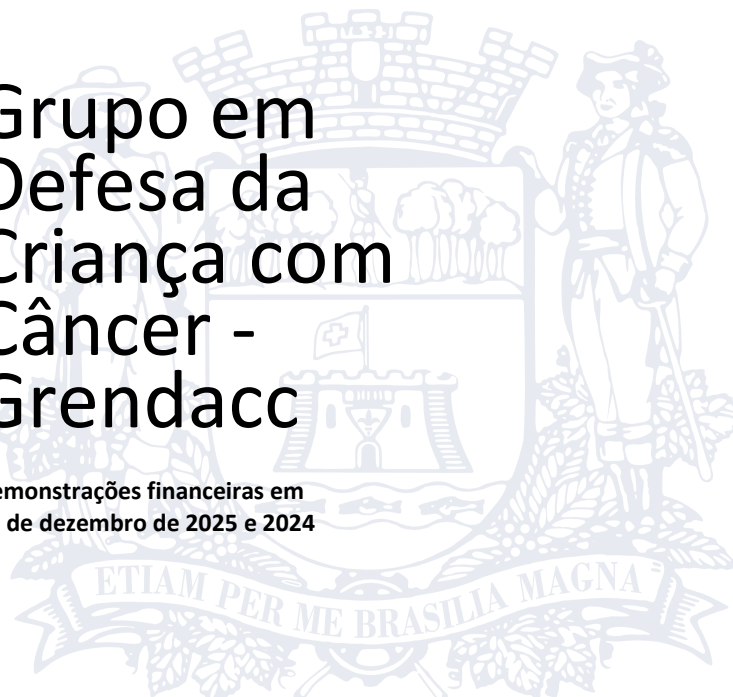 Grupo em
Defesa da
Criança com
Câncer -
Grendacc
emonstrações financeiras em
de dezembro de 2025 e 2024
ETIAM PER ME BRASILIA MAGNA